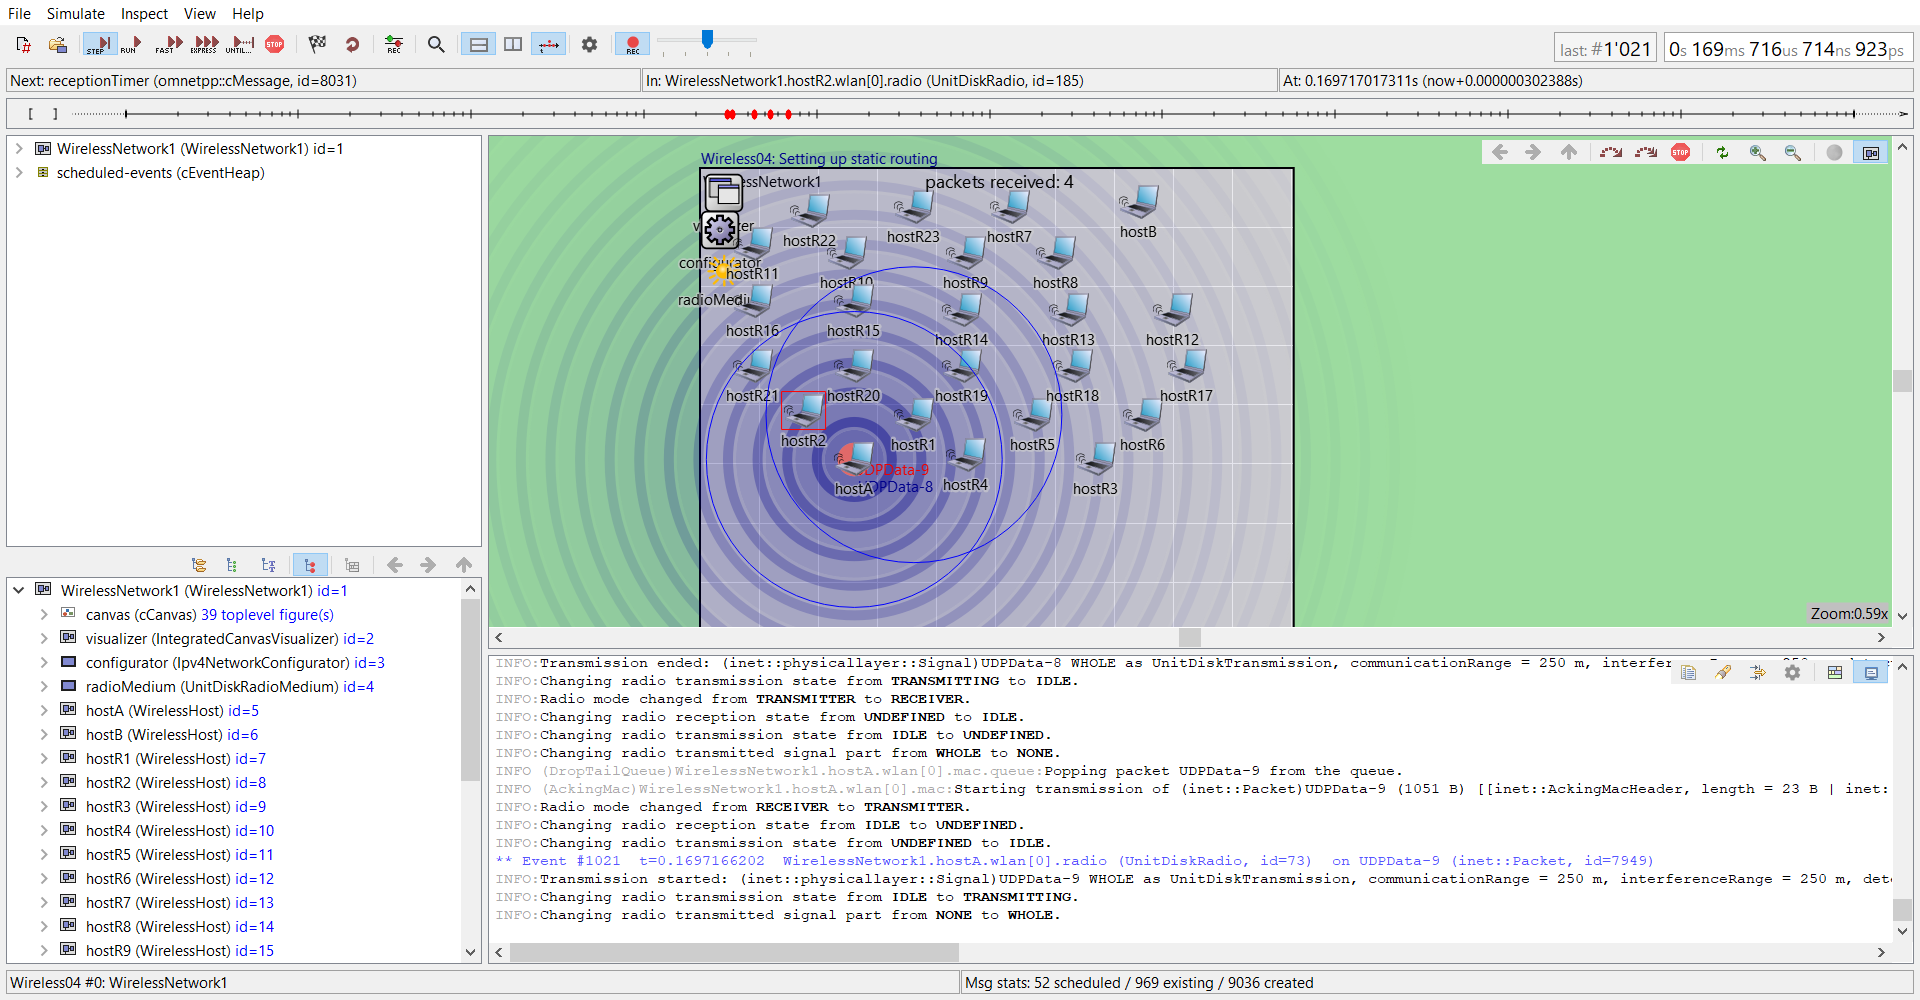 File Simulate Inspect View Help
STEP RUN FAST EXPRESS UNTIL... STOP REC REC
last: #1'021 0s 169ms 716us 714ns 923ps
Next: receptionTimer (omnetpp::cMessage, id=8031) In: WirelessNetwork1.hostR2.wlan[0].radio (UnitDiskRadio, id=185) At: 0.169717017311s (now+0.000000302388s)
[ ]
WirelessNetwork1 (WirelessNetwork1) id=1
scheduled-events (cEventHeap)
WirelessNetwork1 (WirelessNetwork1) id=1
canvas (cCanvas) 39 toplevel figure(s)
visualizer (IntegratedCanvasVisualizer) id=2
configurator (Ipv4NetworkConfigurator) id=3
radioMedium (UnitDiskRadioMedium) id=4
hostA (WirelessHost) id=5
hostB (WirelessHost) id=6
hostR1 (WirelessHost) id=7
hostR2 (WirelessHost) id=8
hostR3 (WirelessHost) id=9
hostR4 (WirelessHost) id=10
hostR5 (WirelessHost) id=11
hostR6 (WirelessHost) id=12
hostR7 (WirelessHost) id=13
hostR8 (WirelessHost) id=14
hostR9 (WirelessHost) id=15
Wireless04: Setting up static routing
STOP
essNetwork1 packets received: 4
hostR22 hostR23 hostR7 hostB
configurator
hostR11 hostR10 hostR9 hostR8
radioMediu
hostR16 hostR15 hostR14 hostR13 hostR12
hostR21 hostR20 hostR19 hostR18 hostR17
hostR2 hostR1 hostR5 hostR6
DPData-9
hostA DPData-8 hostR4 hostR3
Zoom:0.59x
INFO:Transmission ended: (inet::physicallayer::Signal)UDPData-8 WHOLE as UnitDiskTransmission, communicationRange = 250 m,
INFO:Changing radio transmission state from TRANSMITTING to IDLE.
INFO:Radio mode changed from TRANSMITTER to RECEIVER.
INFO:Changing radio reception state from UNDEFINED to IDLE.
INFO:Changing radio transmission state from IDLE to UNDEFINED.
INFO:Changing radio transmitted signal part from WHOLE to NONE.
INFO (DropTailQueue)WirelessNetwork1.hostA.wlan[0].mac.queue:Popping packet UDPData-9 from the queue.
INFO (AckingMac)WirelessNetwork1.hostA.wlan[0].mac:Starting transmission of (inet::Packet)UDPData-9 (1051 B) [[inet::AckingMacHeader, length = 23 B | inet:
INFO:Radio mode changed from RECEIVER to TRANSMITTER.
INFO:Changing radio reception state from IDLE to UNDEFINED.
INFO:Changing radio transmission state from UNDEFINED to IDLE.
** Event #1021 t=0.1697166202 WirelessNetwork1.hostA.wlan[0].radio (UnitDiskRadio, id=73) on UDPData-9 (inet::Packet, id=7949)
INFO:Transmission started: (inet::physicallayer::Signal)UDPData-9 WHOLE as UnitDiskTransmission, communicationRange = 250 m, interferenceRange = 250 m, dete
INFO:Changing radio transmission state from IDLE to TRANSMITTING.
INFO:Changing radio transmitted signal part from NONE to WHOLE.
Wireless04 #0: WirelessNetwork1 Msg stats: 52 scheduled / 969 existing / 9036 created